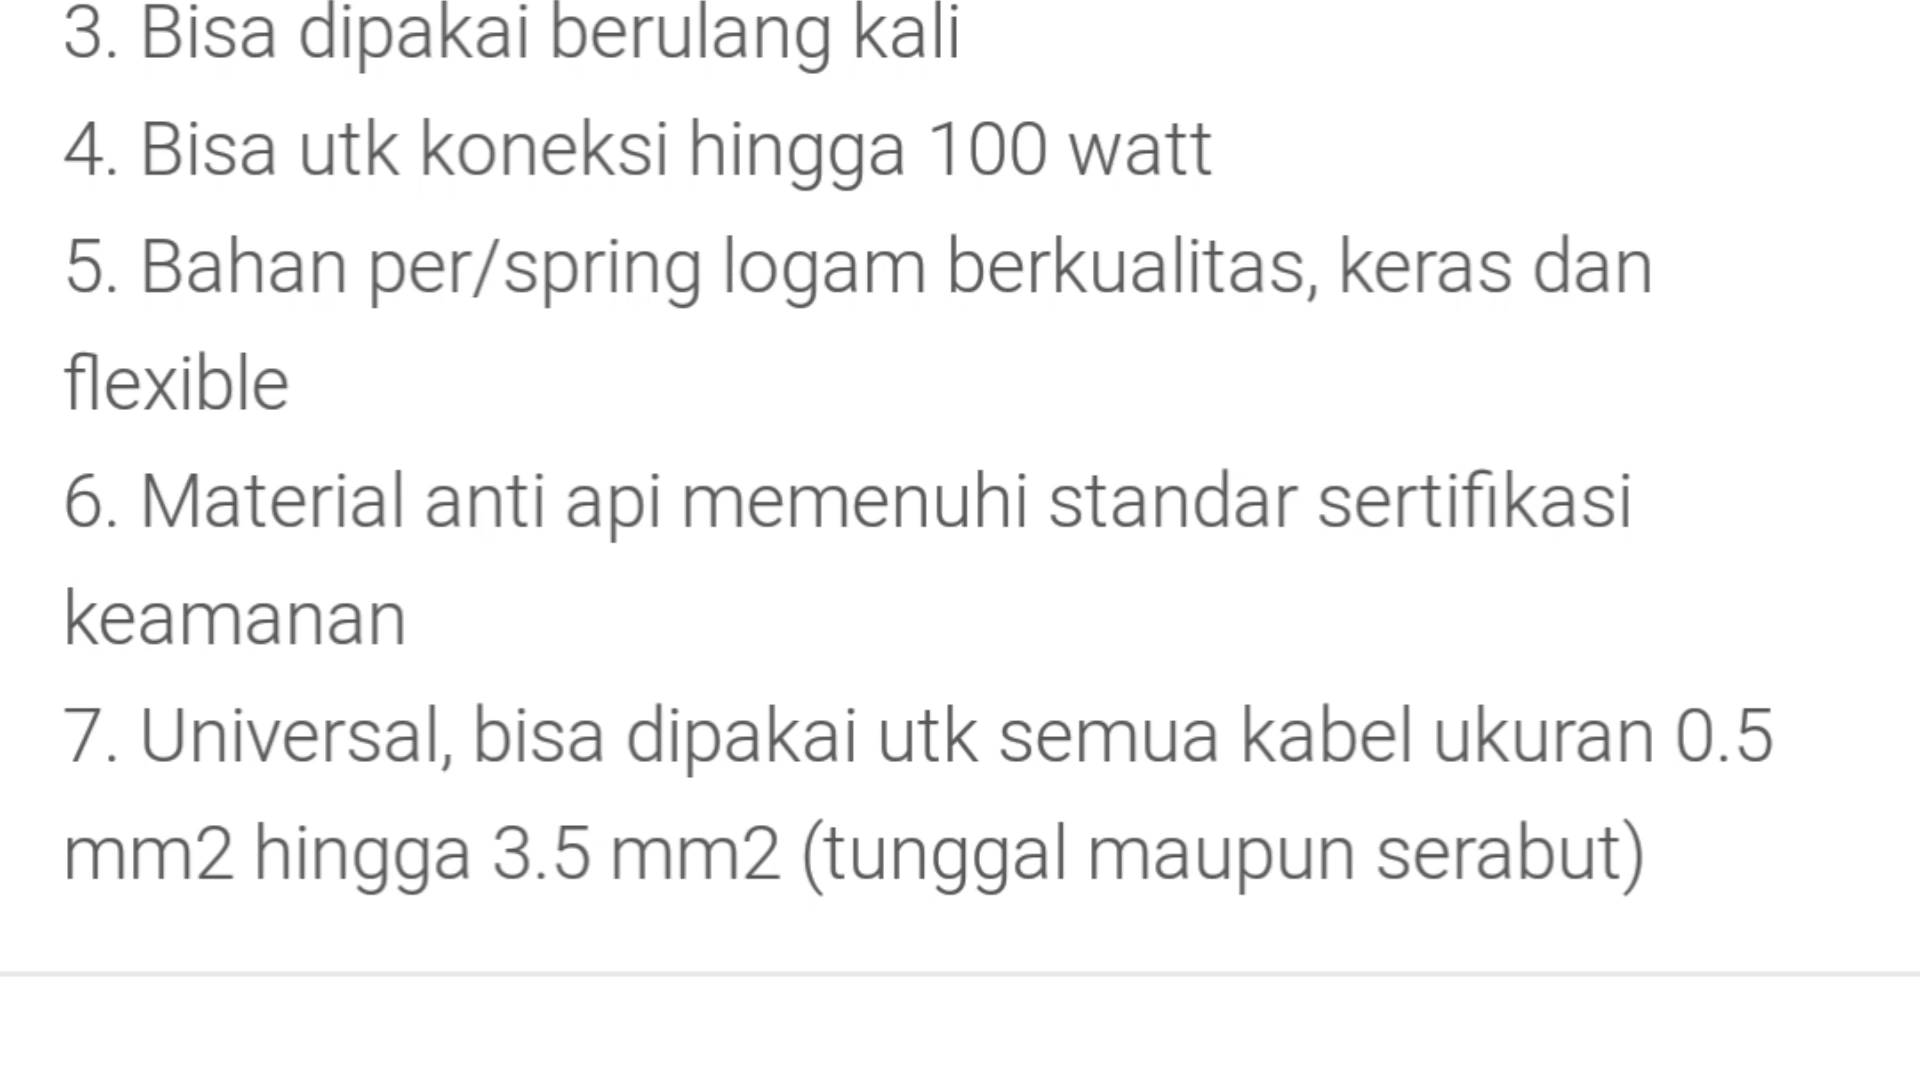 3. Bisa dipakai berulang kali
4. Bisa utk koneksi hingga 100 watt
5. Bahan per/spring logam berkualitas, keras dan
flexible
6. Material anti api memenuhi standar sertifikasi
keamanan
7. Universal, bisa dipakai utk semua kabel ukuran 0.5
mm2 hingga 3.5 mm2 (tunggal maupun serabut)